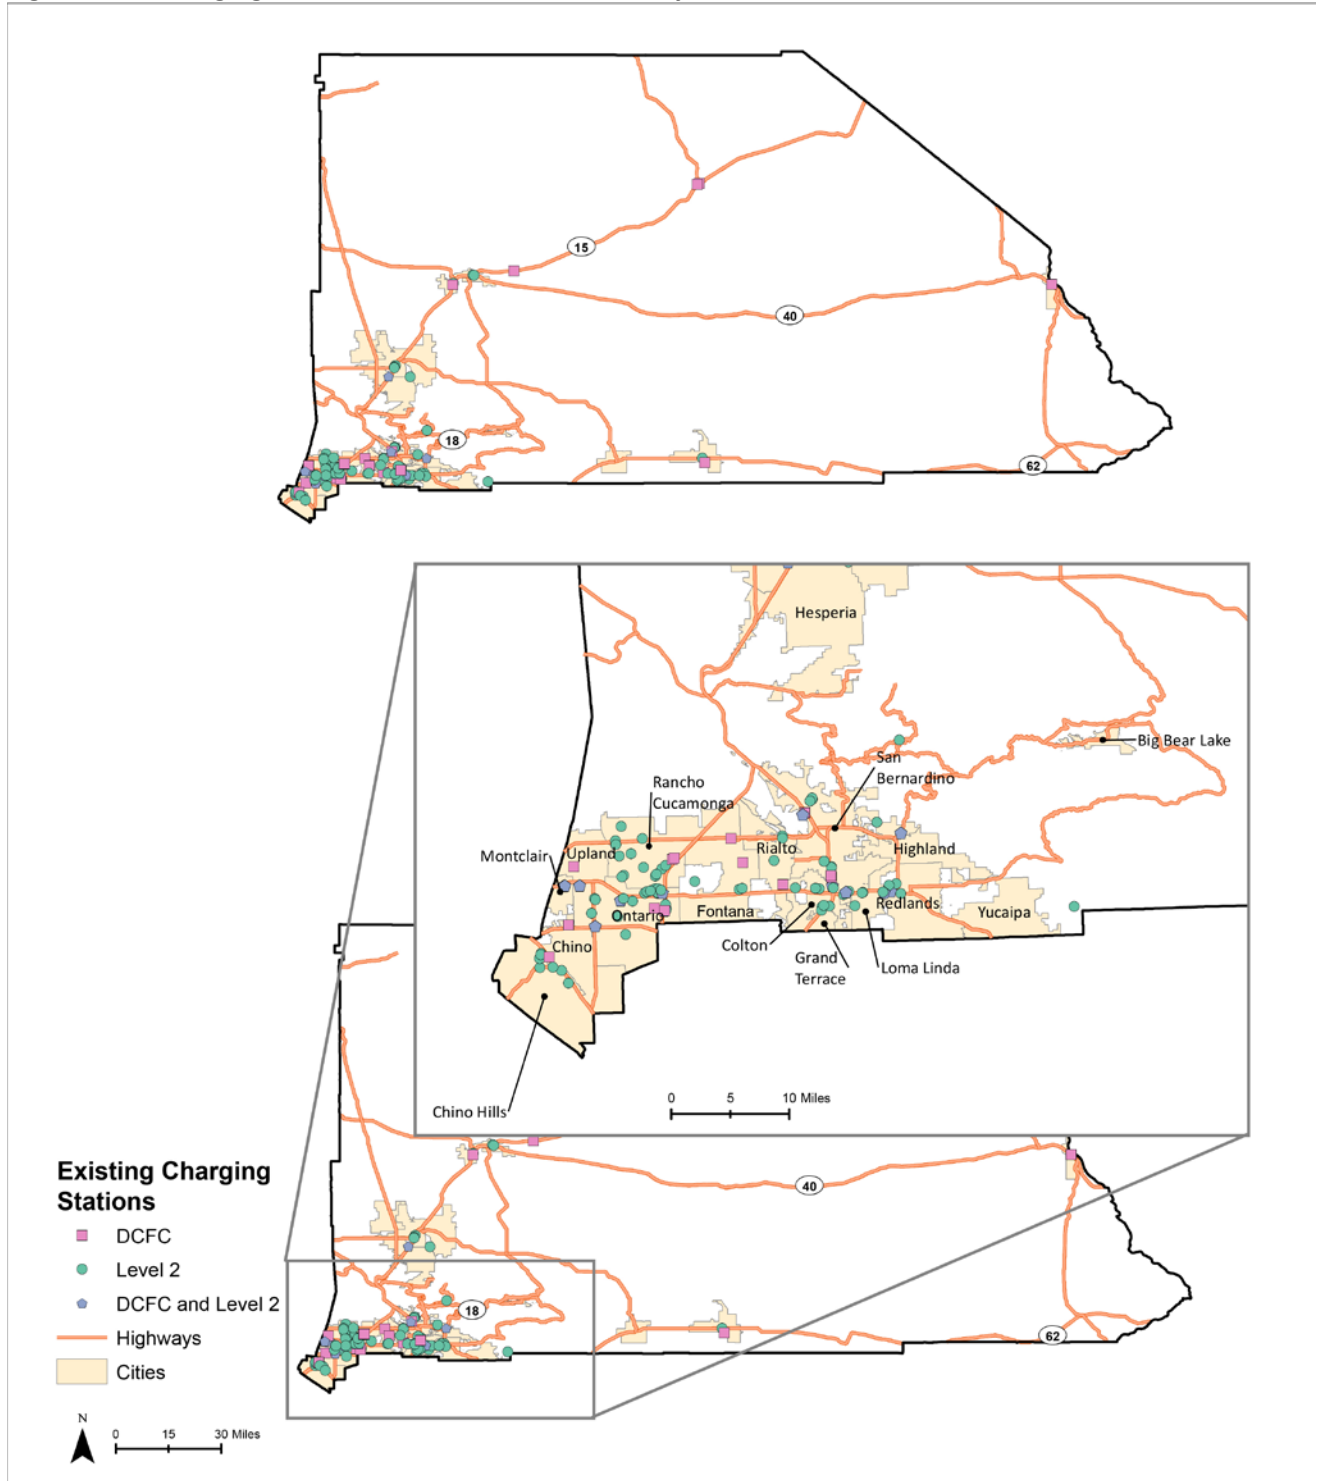 15
40
18
62
Hesperia
Big Bear Lake
San
Bernardino
Rancho
Cucamonga
Montclair
Upland
Rialto
Highland
Ontario
Fontana
Redlands
Yucaipa
Chino
Colton
Grand
Terrace
Loma Linda
Chino Hills
0 5 10 Miles
40
18
62
Existing Charging
Stations
DCFC
Level 2
DCFC and Level 2
Highways
Cities
N
0 15 30 Miles